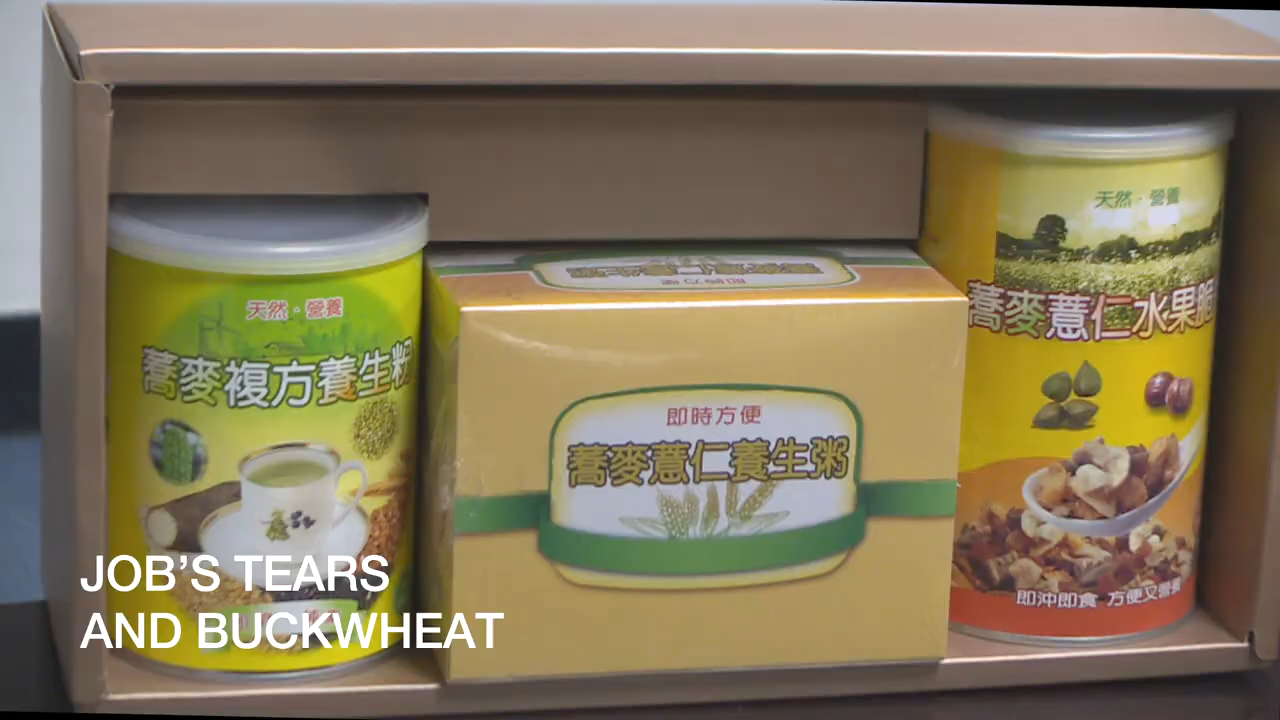 天然·營養
蕎麥複方養生粉
即時方便
蕎麥薏仁養生粥
天然·營養
蕎麥薏仁水果脆
即沖即食 方便又營養
JOB'S TEARS
AND BUCKWHEAT